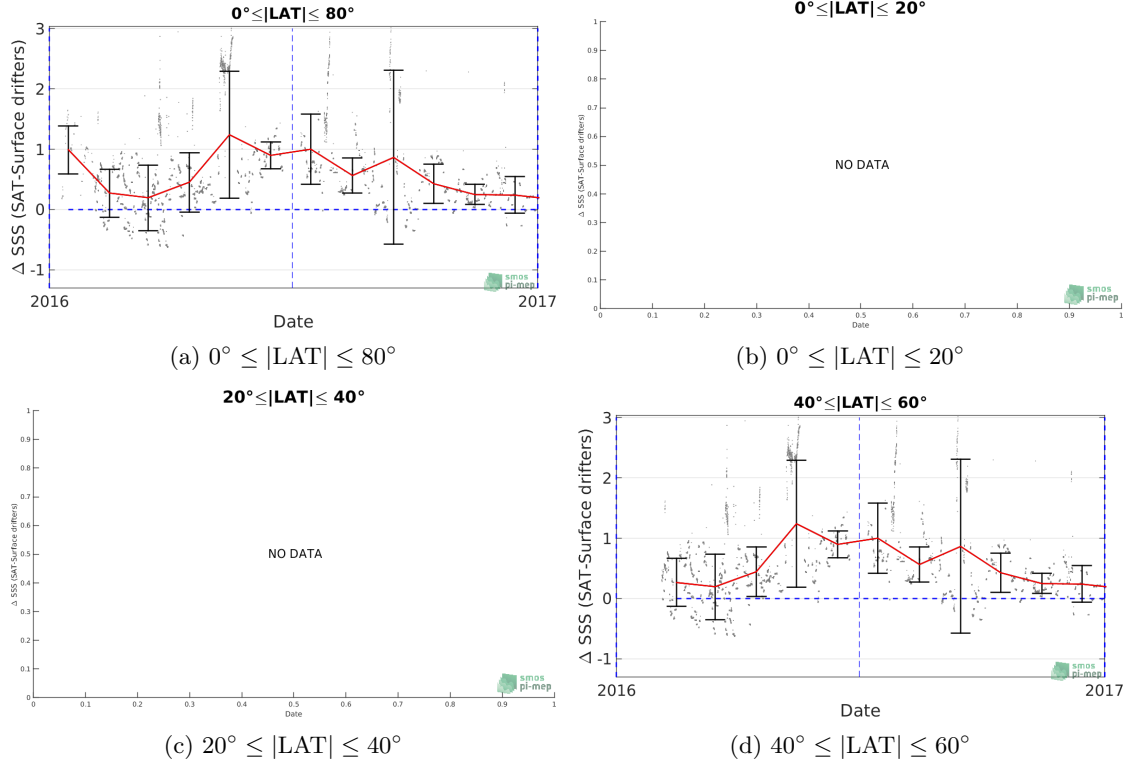 0°≤|LAT|≤ 80°
Δ SSS (SAT-Surface drifters)
3
2
1
0
-1
2016
2017
Date
smos
pi-mep
(a) 0° ≤ |LAT| ≤ 80°
0°≤|LAT|≤ 20°
Δ SSS (SAT-Surface drifters)
1
0.9
0.8
0.7
0.6
0.5
0.4
0.3
0.2
0.1
0
NO DATA
0 0.1 0.2 0.3 0.4 0.5 0.6 0.7 0.8 0.9 1
Date
smos
pi-mep
(b) 0° ≤ |LAT| ≤ 20°
20°≤|LAT|≤ 40°
Δ SSS (SAT-Surface drifters)
1
0.9
0.8
0.7
0.6
0.5
0.4
0.3
0.2
0.1
0
NO DATA
0 0.1 0.2 0.3 0.4 0.5 0.6 0.7 0.8 0.9 1
Date
smos
pi-mep
(c) 20° ≤ |LAT| ≤ 40°
40°≤|LAT|≤ 60°
Δ SSS (SAT-Surface drifters)
3
2
1
0
-1
2016
2017
Date
smos
pi-mep
(d) 40° ≤ |LAT| ≤ 60°